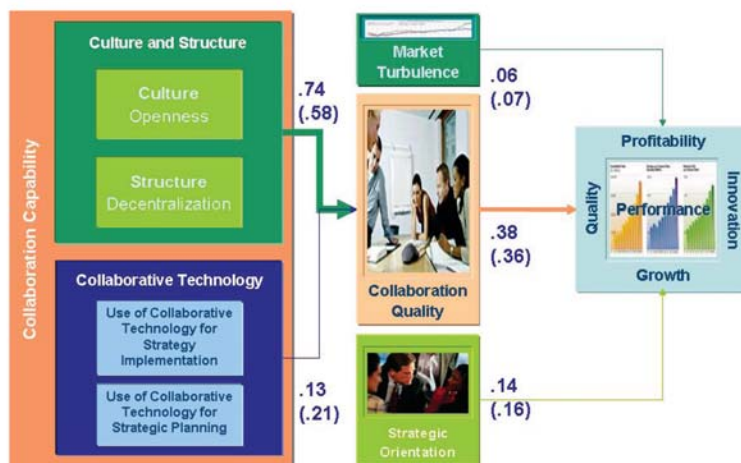 Collaboration Capability
Culture and Structure
Culture
Openness
Structure
Decentralization
.74
(.58)
Collaborative Technology
Use of Collaborative
Technology for
Strategy
Implementation
Use of Collaborative
Technology for
Strategic Planning
.13
(.21)
Market
Turbulence
.06
(.07)
Collaboration
Quality
.38
(.36)
Strategic
Orientation
.14
(.16)
Profitability
Quality
Performance
Innovation
Growth